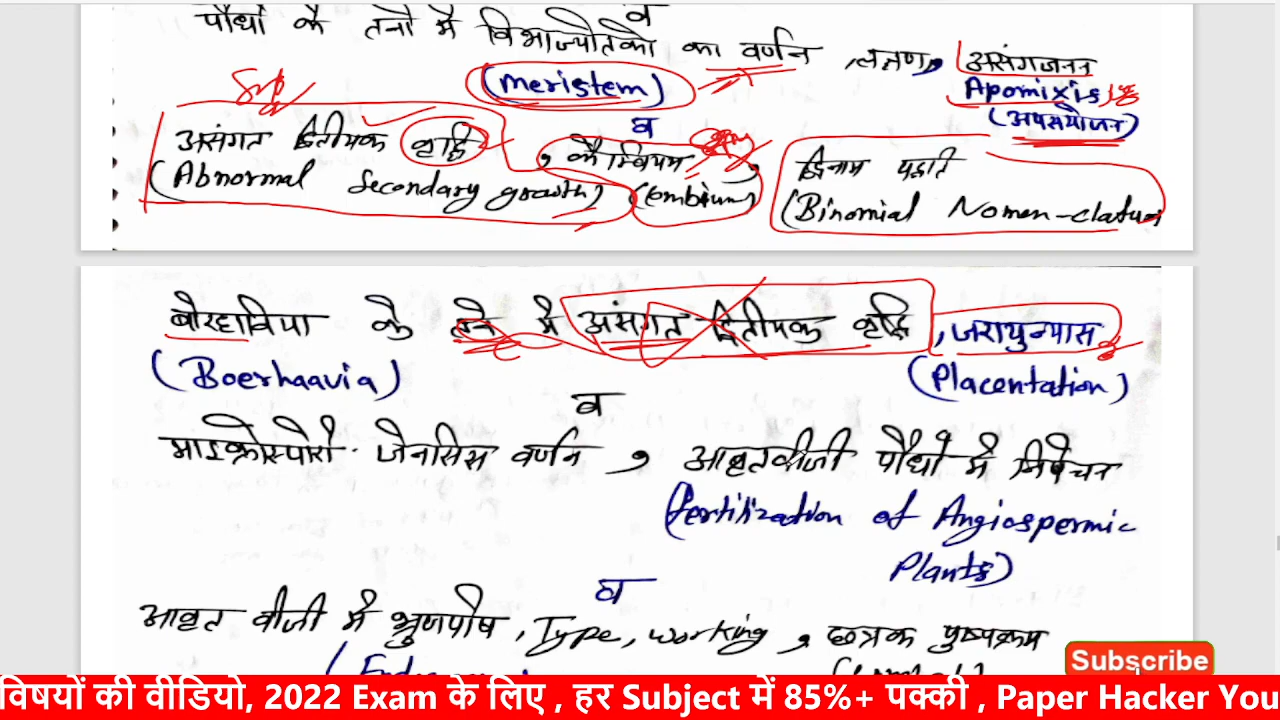 पौधों के तनों में विभाज्योतिकी का वर्णन, लक्षण, असंगजनन
व
(meristem)
Apomixis
(अपसंयोजन)
असंगत द्वितीयक वृद्धि, कैम्बियम, द्विनाम पद्धति
व
(Abnormal Secondary growth) (cmbium) (Binomial Nomen-clature
बोरहाविया के तने में असंगत द्वितीयक वृद्धि, जरायुन्यास
(Boerhaavia) (Placentation)
व
माइक्रोस्पोरो जेनसिस वर्णन, आवृतबीजी पौधों में निषेचन
(fertilization of Angiospermic
Plants)
व
आवृत बीजी में भ्रुणपोष, Type, working, छत्रक पुष्पक्रम
Subscribe
विषयों की वीडियो, 2022 Exam के लिए , हर Subject में 85%+ पक्की , Paper Hacker You